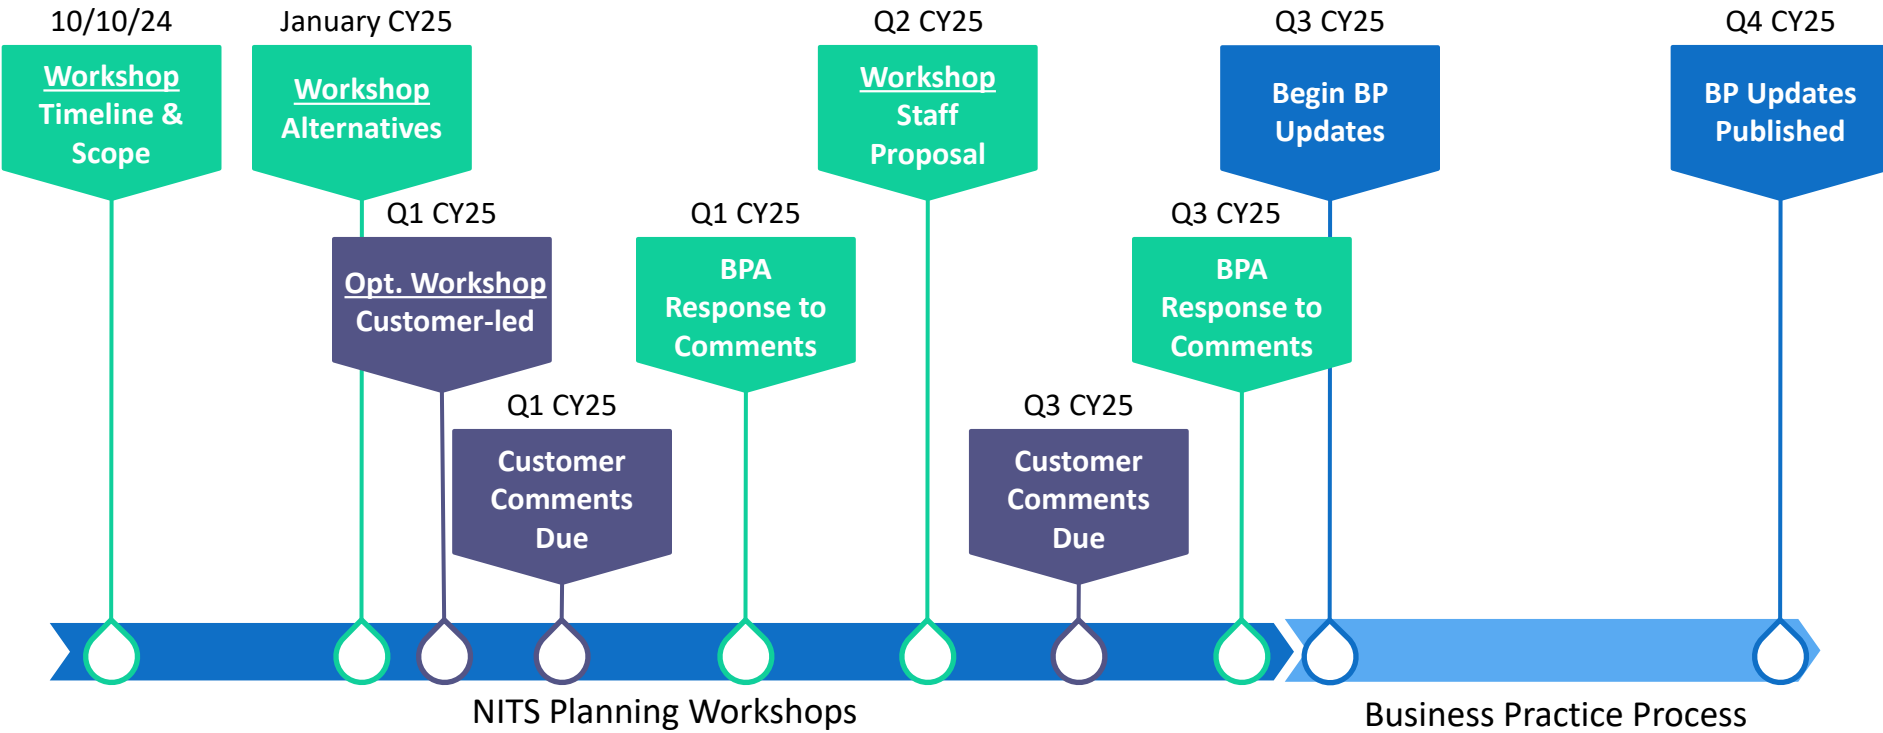 10/10/24
Workshop
Timeline &
Scope
January CY25
Workshop
Alternatives
Q1 CY25
Opt. Workshop
Customer-led
Q1 CY25
Customer
Comments
Due
Q1 CY25
BPA
Response to
Comments
Q2 CY25
Workshop
Staff
Proposal
Q3 CY25
Customer
Comments
Due
Q3 CY25
BPA
Response to
Comments
Q3 CY25
Begin BP
Updates
Q4 CY25
BP Updates
Published
NITS Planning Workshops
Business Practice Process